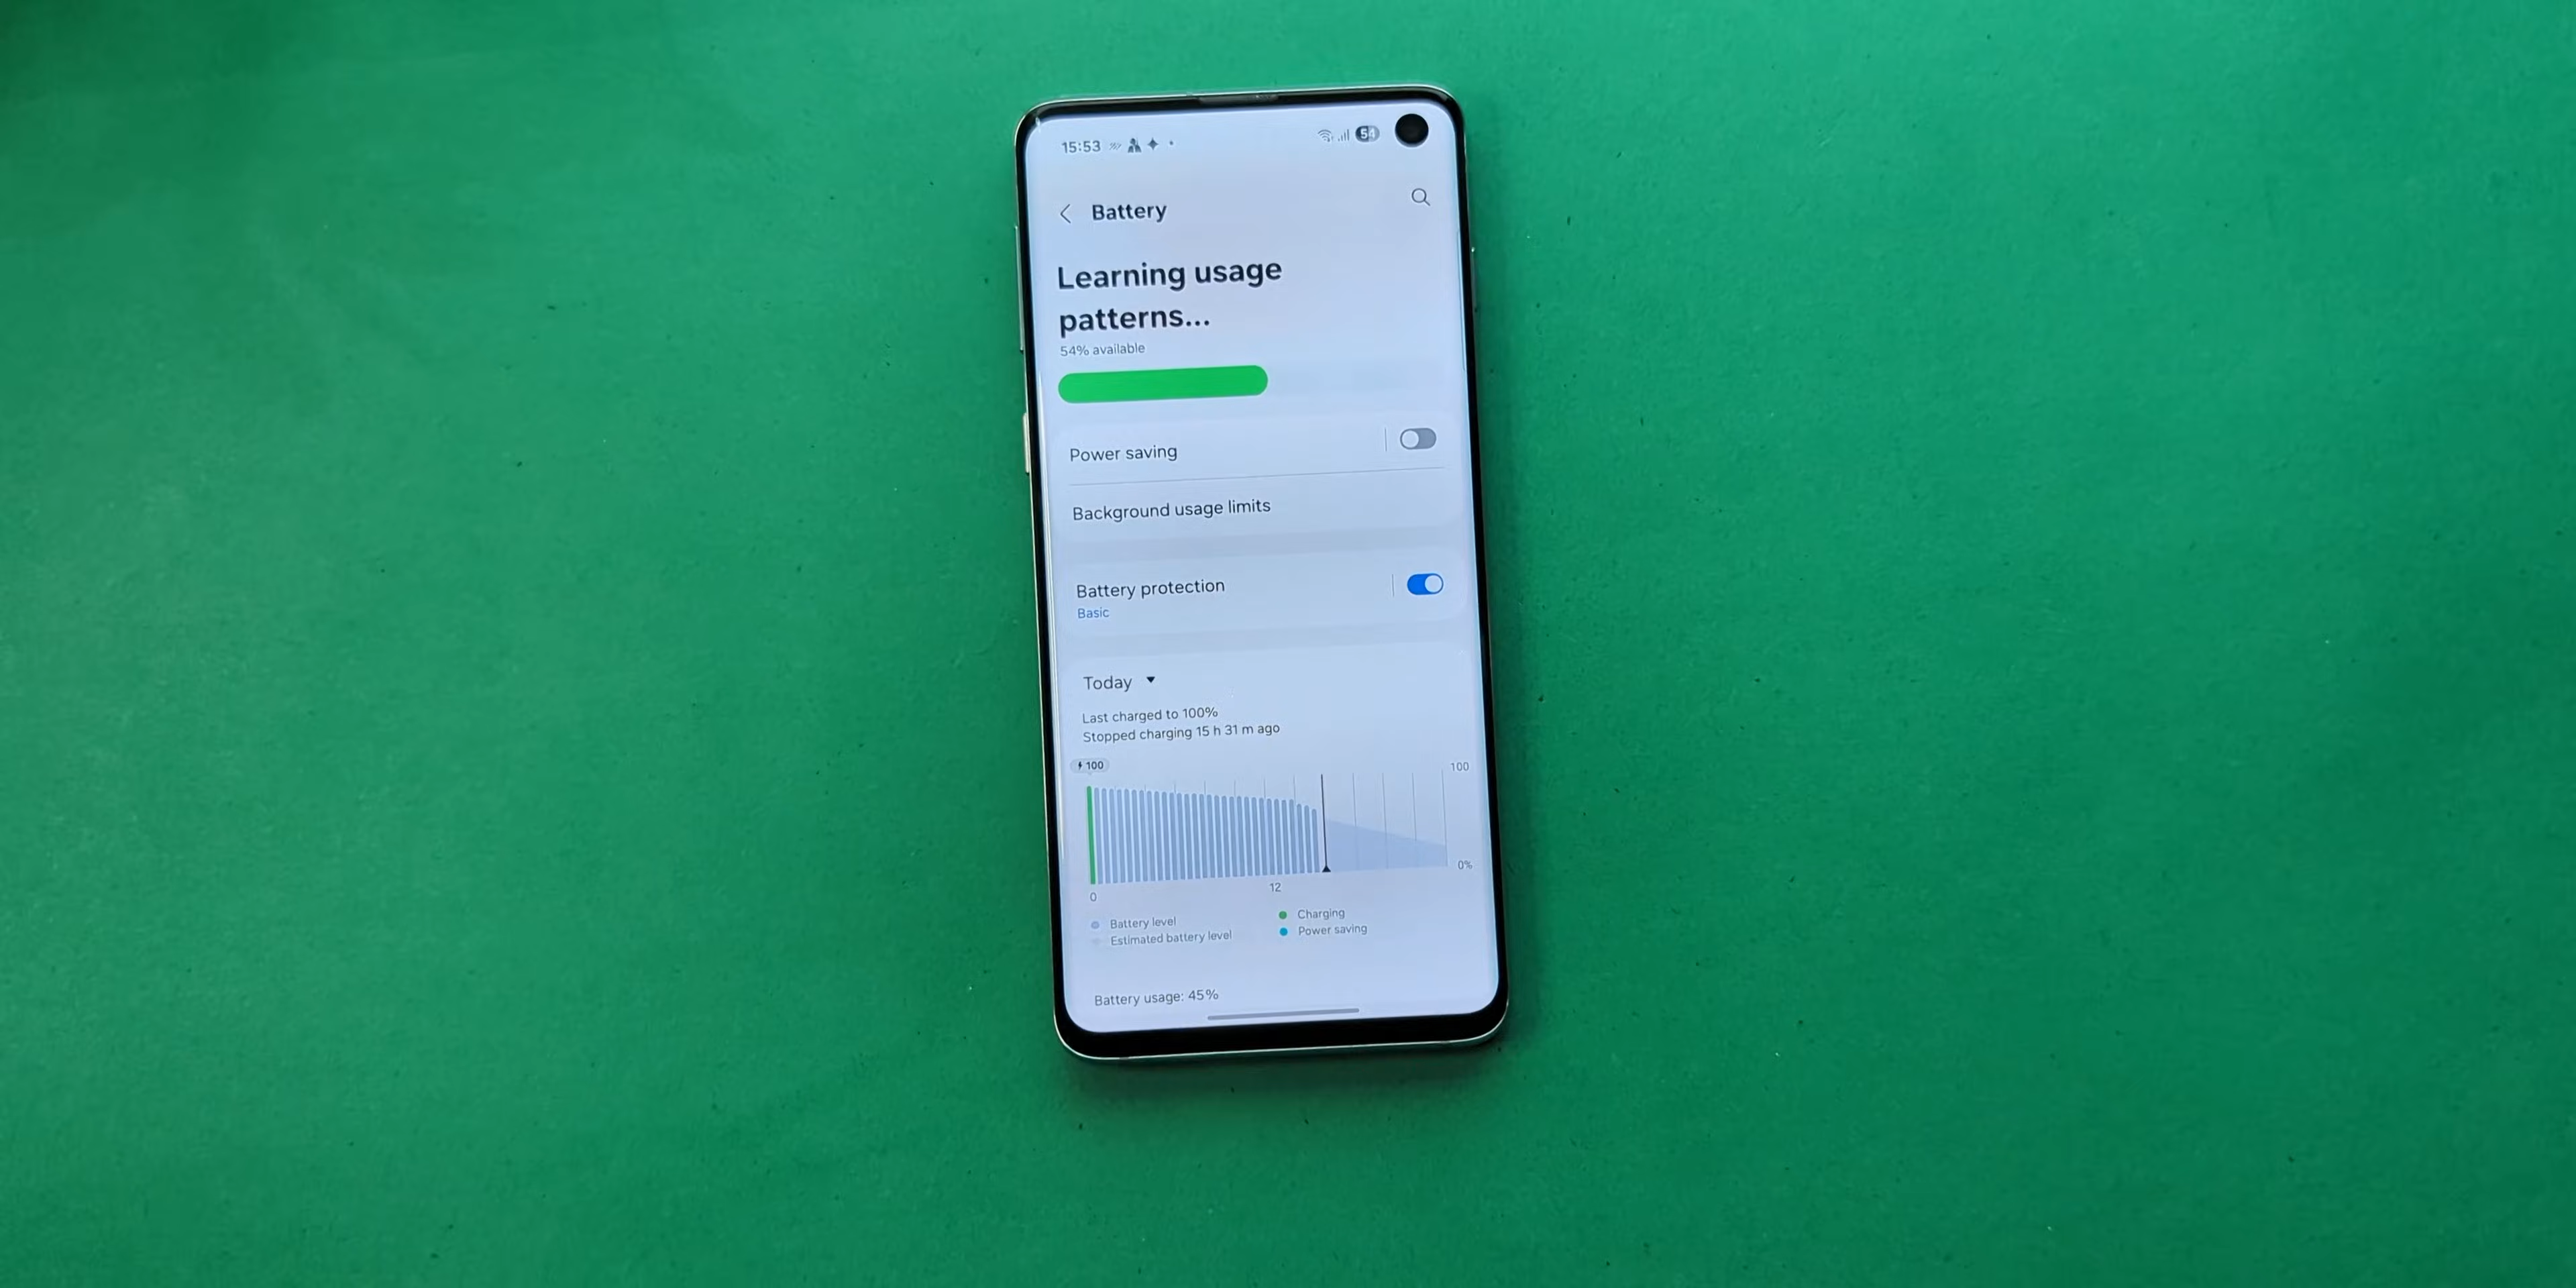 15:53
54
Battery
Learning usage
patterns...
54% available
Power saving
Background usage limits
Battery protection
Basic
Today
Last charged to 100%
Stopped charging 15 h 31 m ago
100
100
0%
0
12
Battery level
Charging
Estimated battery level
Power saving
Battery usage: 45%